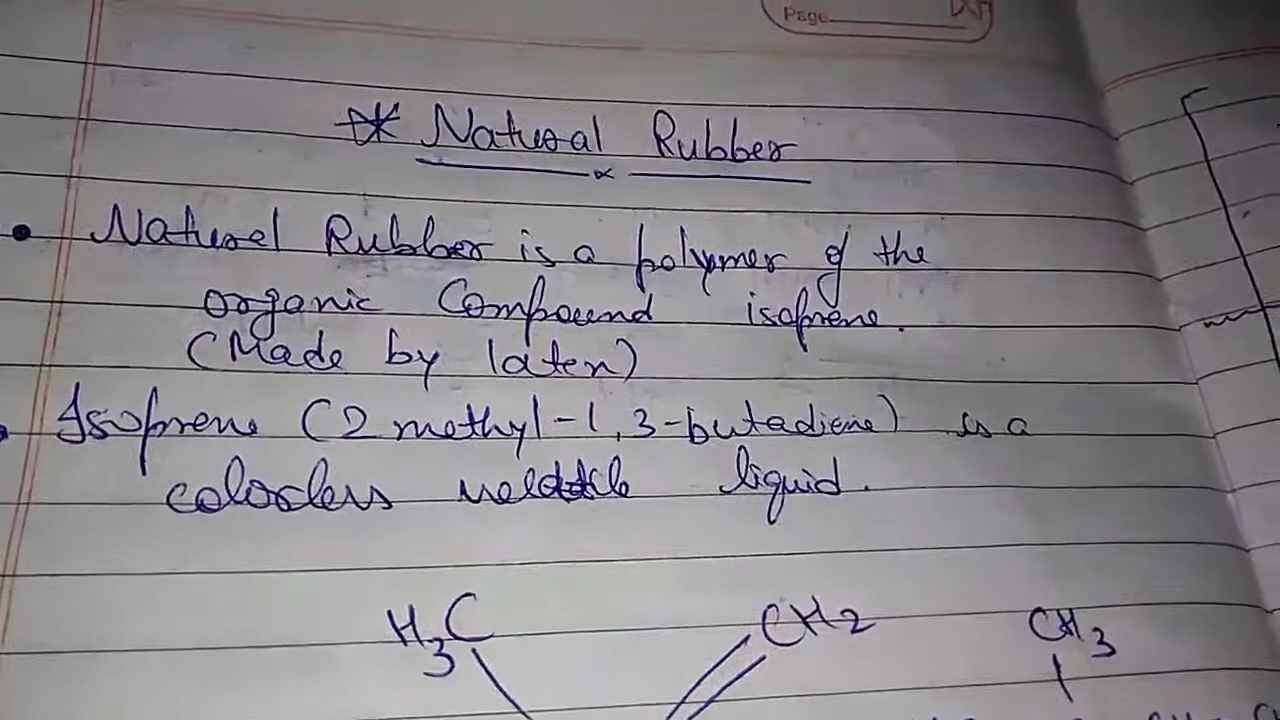 Page
* Natural Rubber
• Natural Rubber is a polymer of the
organic Compound isoprene.
(Made by latex)
• Isoprene (2 methyl-1,3-butadiene) is a
colorless liquid.
H3C CH2 CH3